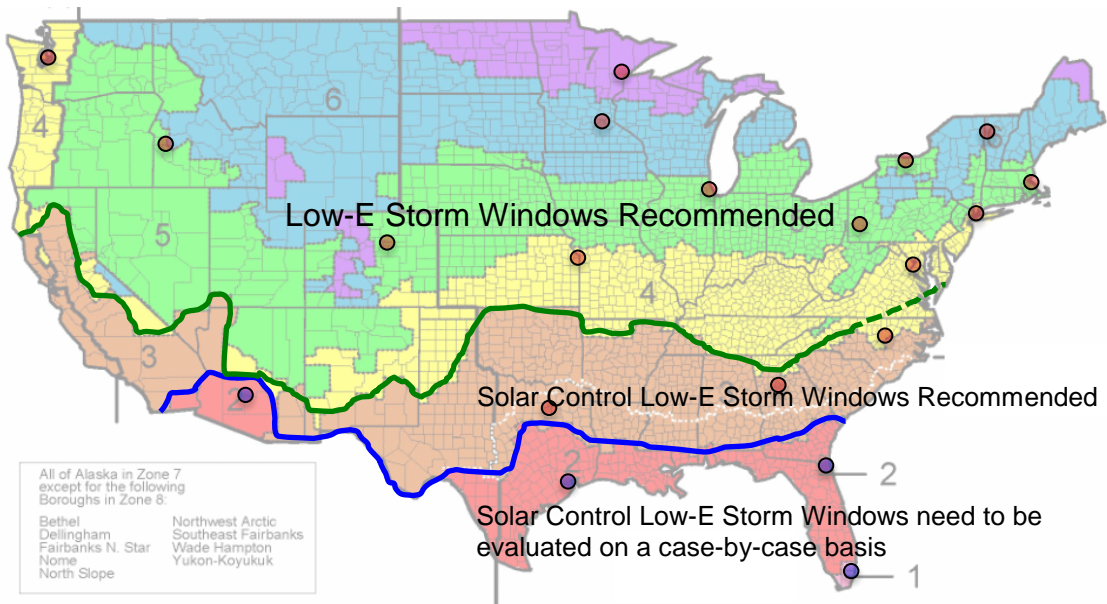 7
6
4
6
5
Low-E Storm Windows Recommended
4
3
Solar Control Low-E Storm Windows Recommended
2
2
2
Solar Control Low-E Storm Windows need to be
evaluated on a case-by-case basis
1
All of Alaska in Zone 7
except for the following
Boroughs in Zone 8:
Bethel
Dellingham
Fairbanks N. Star
Nome
North Slope
Northwest Arctic
Southeast Fairbanks
Wade Hampton
Yukon-Koyukuk